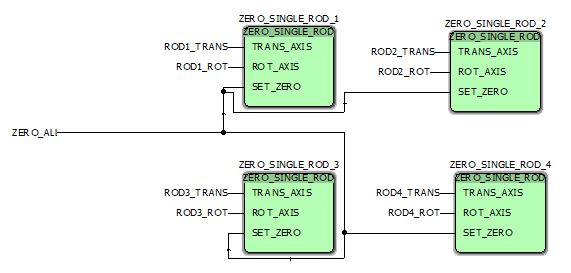 ZERO_SINGLE_ROD_1
ZERO_SINGLE_ROD
ROD1_TRANS TRANS_AXIS
ROD1_ROT ROT_AXIS
SET_ZERO
ZERO_SINGLE_ROD_2
ZERO_SINGLE_ROD
ROD2_TRANS TRANS_AXIS
ROD2_ROT ROT_AXIS
SET_ZERO
ZERO_ALL
ZERO_SINGLE_ROD_3
ZERO_SINGLE_ROD
ROD3_TRANS TRANS_AXIS
ROD3_ROT ROT_AXIS
SET_ZERO
ZERO_SINGLE_ROD_4
ZERO_SINGLE_ROD
ROD4_TRANS TRANS_AXIS
ROD4_ROT ROT_AXIS
SET_ZERO